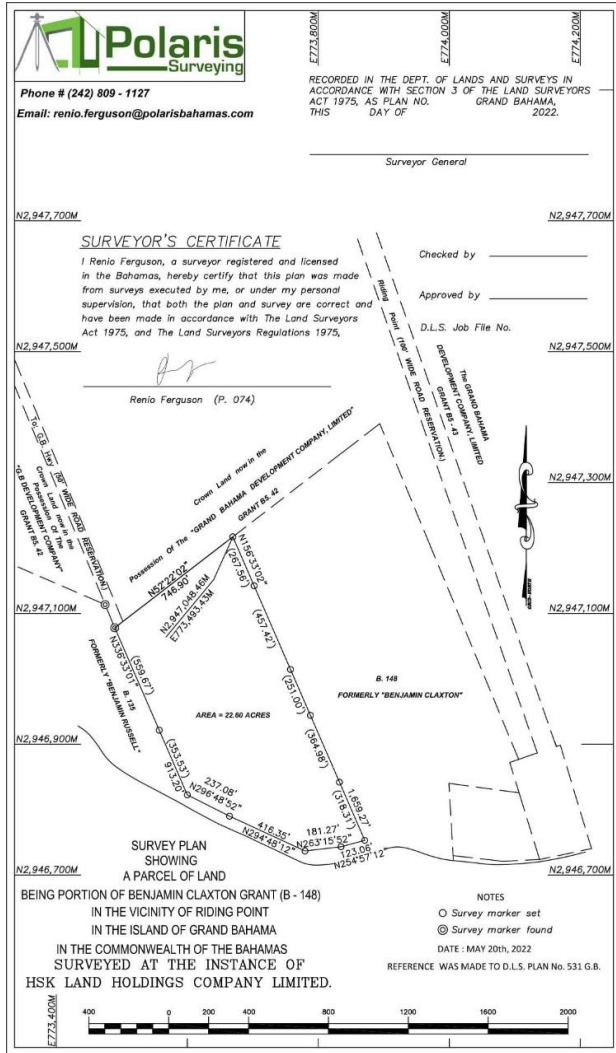 Polaris
Surveying
Phone # (242) 809 - 1127
Email: renio.ferguson@polarisbahamas.com
E773,800M
E774,000M
E774,200M
RECORDED IN THE DEPT. OF LANDS AND SURVEYS IN
ACCORDANCE WITH SECTION 3 OF THE LAND SURVEYORS
ACT 1975, AS PLAN NO. GRAND BAHAMA,
THIS DAY OF 2022.
Surveyor General
N2,947,700M
N2,947,700M
SURVEYOR'S CERTIFICATE
I Renio Ferguson, a surveyor registered and licensed
in the Bahamas, hereby certify that this plan was made
from surveys executed by me, or under my personal
supervision, that both the plan and survey are correct and
have been made in accordance with The Land Surveyors
Act 1975, and The Land Surveyors Regulations 1975,
Renio Ferguson (P. 074)
Checked by
Approved by
D.L.S. Job File No.
N2,947,500M
N2,947,500M
Riding Point (100' WIDE ROAD RESERVATION)
The GRAND BAHAMA
DEVELOPMENT COMPANY, LIMITED
GRANT B5 - 43
To: G.B. Hwy (50' WIDE ROAD RESERVATION)
Crown Land now in the
Possession Of The
"G.B DEVELOPMENT COMPANY"
GRANT B5. 42
Crown Land now in the
Possession Of The "GRAND BAHAMA DEVELOPMENT COMPANY, LIMITED"
GRANT B5. 42
N2,947,300M
N52°22'02"
746.90'
N2,947,048.46M
E773,493.43M
N156°33'02"
(267.56')
(457.42')
(251.00')
(364.98')
(318.31')
1,659.27'
N2,947,100M
N2,947,100M
N336°33'01"
(559.67')
(353.53')
913.20'
B. 135
FORMERLY "BENJAMIN RUSSELL"
B. 148
FORMERLY "BENJAMIN CLAXTON"
AREA = 22.60 ACRES
N2,946,900M
N2,946,900M
237.08'
N296°48'52"
416.35'
N294°48'12"
181.27'
N263°15'52"
123.06'
N254°57'12"
N2,946,700M
N2,946,700M
SURVEY PLAN
SHOWING
A PARCEL OF LAND
BEING PORTION OF BENJAMIN CLAXTON GRANT (B - 148)
IN THE VICINITY OF RIDING POINT
IN THE ISLAND OF GRAND BAHAMA
IN THE COMMONWEALTH OF THE BAHAMAS
SURVEYED AT THE INSTANCE OF
HSK LAND HOLDINGS COMPANY LIMITED.
NOTES
Survey marker set
Survey marker found
DATE : MAY 20th, 2022
REFERENCE WAS MADE TO D.L.S. PLAN No. 531 G.B.
E773,400M
400 0 400 800 1200 1600 2000